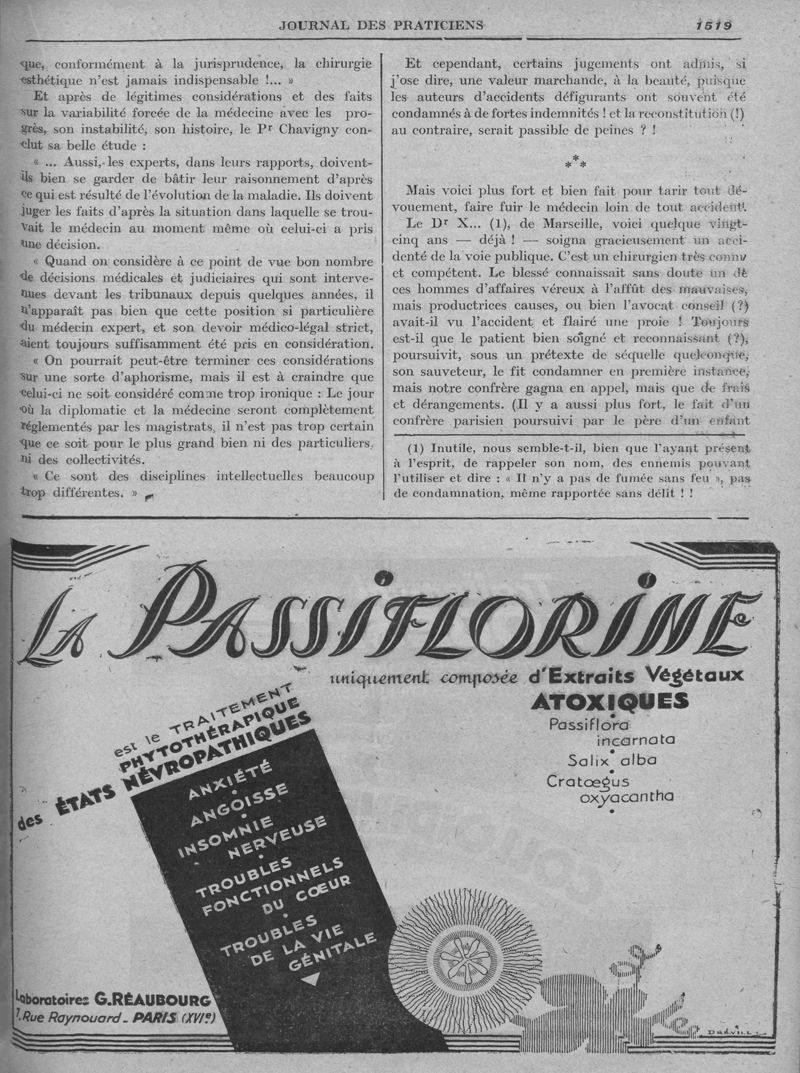 JOURNAL DES PRATICIENS 1519
que, conformément à la jurisprudence, la chirurgie
esthétique n'est jamais indispensable !... »
Et après de légitimes considérations et des faits
sur la variabilité forcée de la médecine avec les pro-
grès, son instabilité, son histoire, le Pr Chavigny con-
clut sa belle étude :
« ... Aussi, les experts, dans leurs rapports, doivent-
ils bien se garder de bâtir leur raisonnement d'après
ce qui est résulté de l'évolution de la maladie. Ils doivent
juger les faits d'après la situation dans laquelle se trou-
vait le médecin au moment même où celui-ci a pris
une décision.
« Quand on considère à ce point de vue bon nombre
de décisions médicales et judiciaires qui sont interve-
nues devant les tribunaux depuis quelques années, il
n'apparaît pas bien que cette position si particulière
du médecin expert, et son devoir médico-légal strict,
aient toujours suffisamment été pris en considération.
« On pourrait peut-être terminer ces considérations
sur une sorte d'aphorisme, mais il est à craindre que
celui-ci ne soit considéré comme trop ironique : Le jour
où la diplomatie et la médecine seront complètement
réglementés par les magistrats, il n'est pas trop certain
que ce soit pour le plus grand bien ni des particuliers,
ni des collectivités.
« Ce sont des disciplines intellectuelles beaucoup
trop différentes. »
Et cependant, certains jugements ont admis, si
j'ose dire, une valeur marchande, à la beauté, puisque
les auteurs d'accidents défigurants ont souvent été
condamnés à de fortes indemnités ! et la reconstitution (!)
au contraire, serait passible de peines ? !
***
Mais voici plus fort et bien fait pour tarir tout dé-
vouement, faire fuir le médecin loin de tout accident.
Le Dr X... (1), de Marseille, voici quelque vingt-
cinq ans — déjà ! — soigna gracieusement un acci-
denté de la voie publique. C'est un chirurgien très connu
et compétent. Le blessé connaissait sans doute un de
ces hommes d'affaires véreux à l'affût des mauvaises,
mais productrices causes, ou bien l'avocat conseil (?)
avait-il vu l'accident et flairé une proie ! Toujours
est-il que le patient bien soigné et reconnaissant (?),
poursuivit, sous un prétexte de séquelle quelconque,
son sauveteur, le fit condamner en première instance,
mais notre confrère gagna en appel, mais que de frais
et dérangements. (Il y a aussi plus fort, le fait d'un
confrère parisien poursuivi par le père d'un enfant
(1) Inutile, nous semble-t-il, bien que l'ayant présent
à l'esprit, de rappeler son nom, des ennemis pouvant
l'utiliser et dire : « Il n'y a pas de fumée sans feu », pas
de condamnation, même rapportée sans délit ! !
LA PASSIFLORINE
uniquement composée d'Extraits Végétaux
ATOXIQUES
Passiflora
incarnata
Salix alba
Cratœgus
oxyacantha
est le TRAITEMENT
PHYTOTHÉRAPIQUE
des ÉTATS NÉVROPATHIQUES
ANXIÉTÉ
ANGOISSE
INSOMNIE
NERVEUSE
TROUBLES
FONCTIONNELS
DU CŒUR
TROUBLES
DE LA VIE
GÉNITALE
Laboratoires G.RÉAUBOURG
1, Rue Raynouard - PARIS (XVIe)